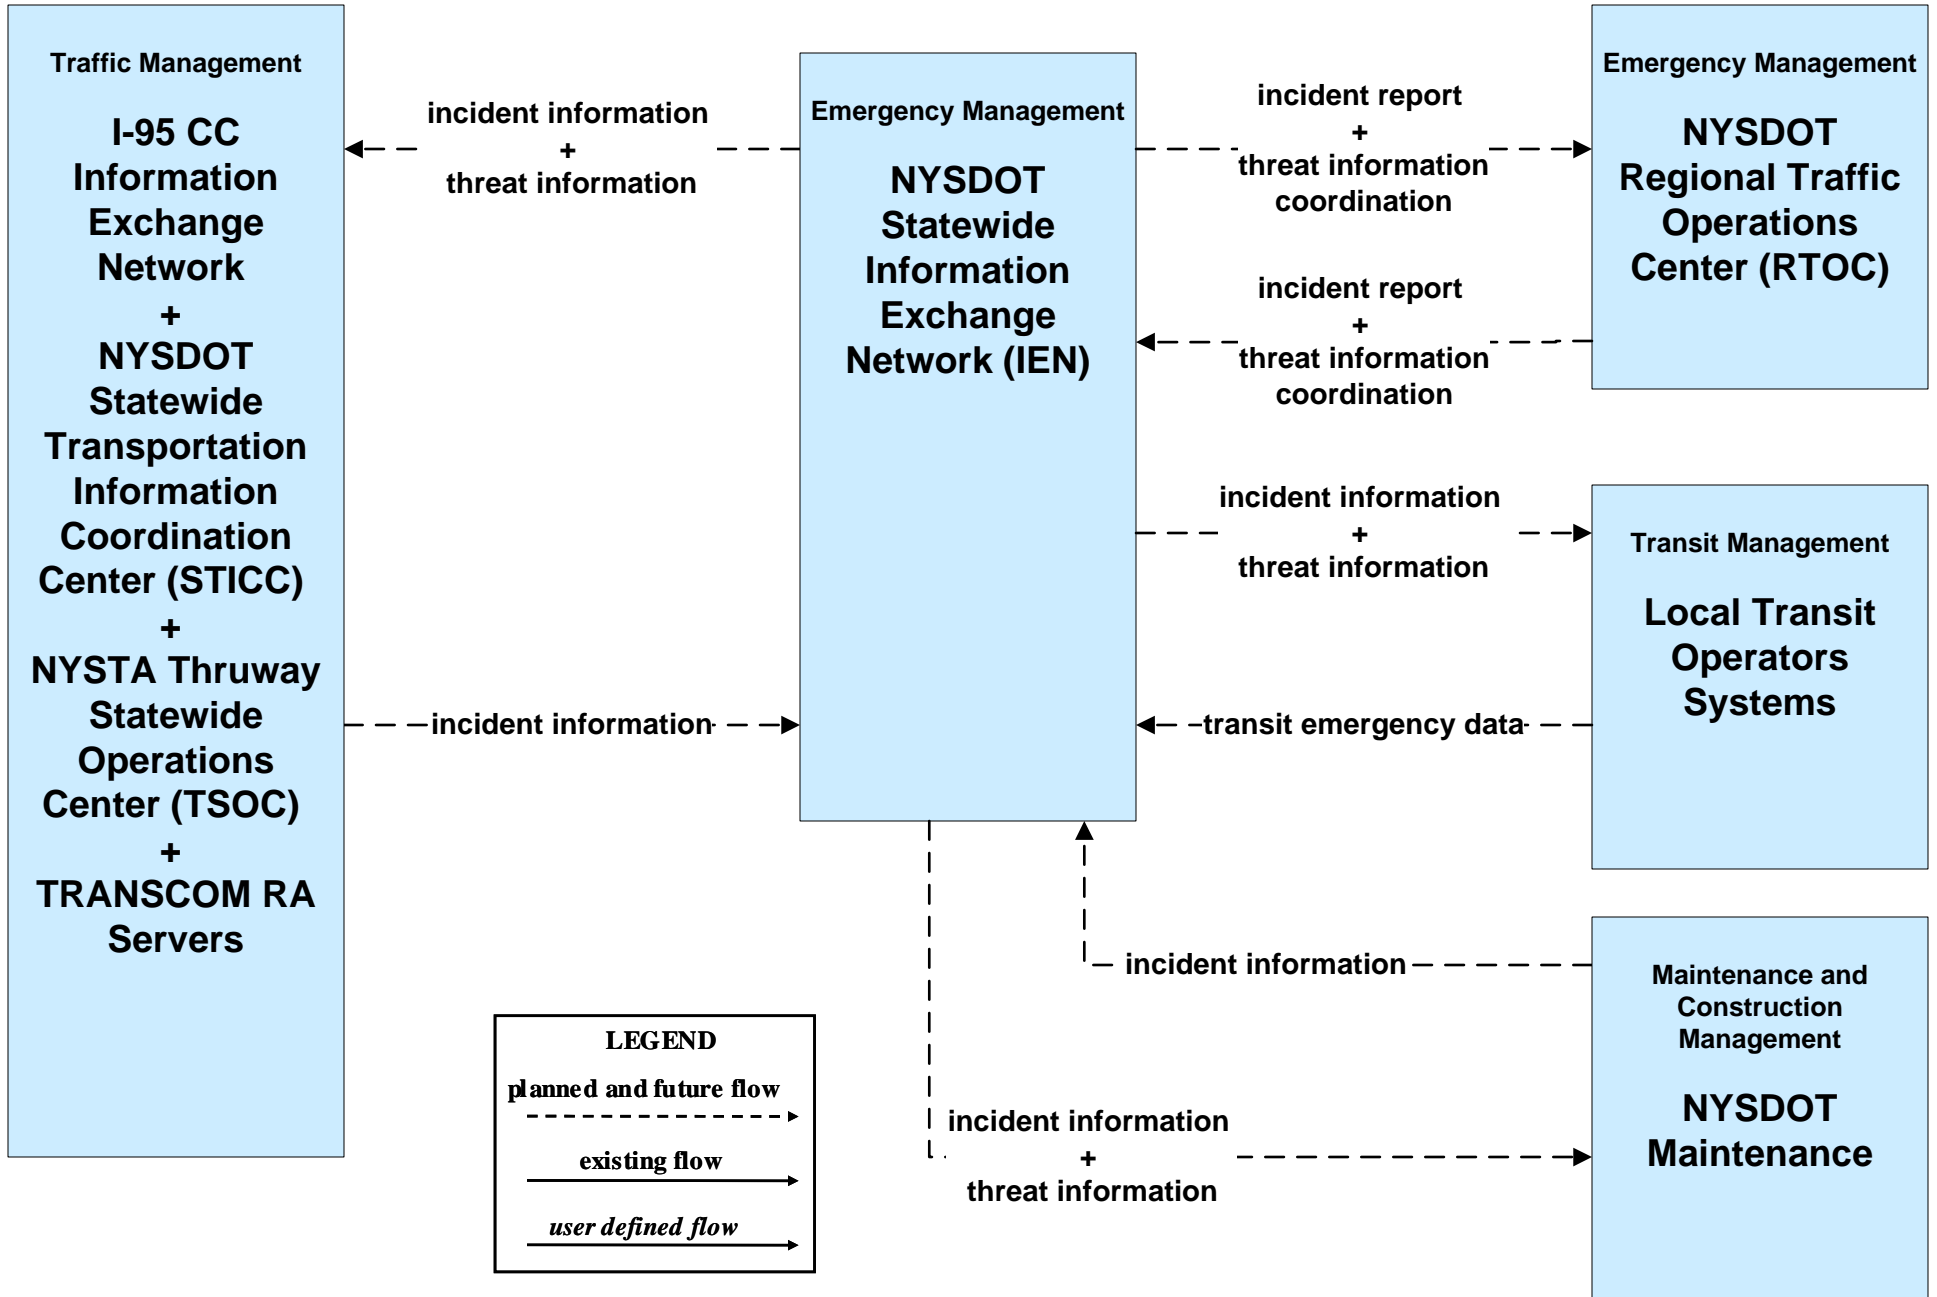 Traffic Management
I-95 CC
Information
Exchange
Network
+
NYSDOT
Statewide
Transportation
Information
Coordination
Center (STICC)
+
NYSTA Thruway
Statewide
Operations
Center (TSOC)
+
TRANSCOM RA
Servers
incident information
+
threat information
incident information
Emergency Management
NYSDOT
Statewide
Information
Exchange
Network (IEN)
incident report
+
threat information
coordination
incident report
+
threat information
coordination
incident information
+
threat information
transit emergency data
incident information
incident information
+
threat information
Emergency Management
NYSDOT
Regional Traffic
Operations
Center (RTOC)
Transit Management
Local Transit
Operators
Systems
Maintenance and
Construction
Management
NYSDOT
Maintenance
LEGEND
planned and future flow
existing flow
user defined flow